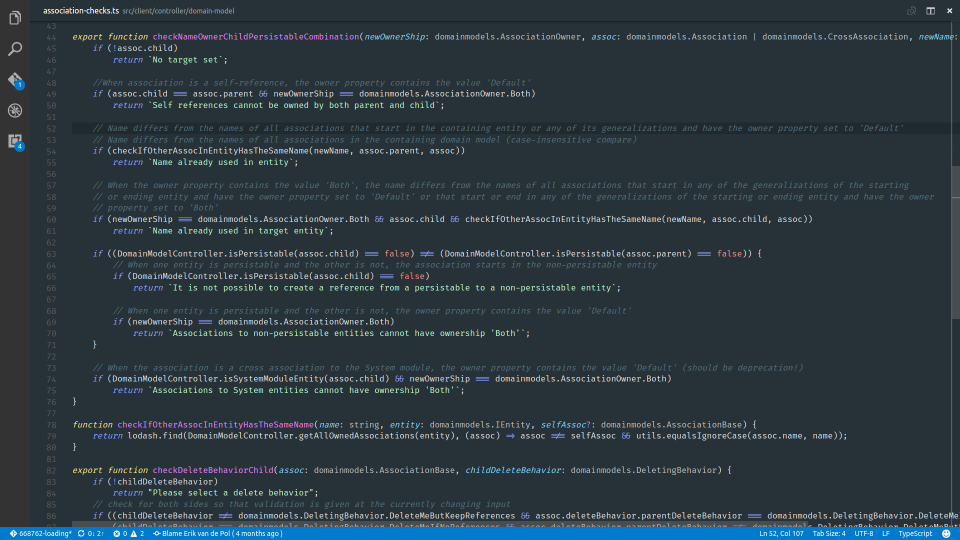 association-checks.ts src/client/controller/domain-model
43
44 export function checkNameOwnerChildPersistableCombination(newOwnerShip: domainmodels.AssociationOwner, assoc: domainmodels.Association | domainmodels.CrossAssociation, newName:
45 if (!assoc.child)
46 return `No target set`;
47
48 //When association is a self-reference, the owner property contains the value 'Default'
49 if (assoc.child === assoc.parent && newOwnerShip === domainmodels.AssociationOwner.Both)
50 return `Self references cannot be owned by both parent and child`;
51
52 // Name differs from the names of all associations that start in the containing entity or any of its generalizations and have the owner property set to 'Default'
53 // Name differs from the names of all associations in the containing domain model (case-insensitive compare)
54 if (checkIfOtherAssocInEntityHasTheSameName(newName, assoc.parent, assoc))
55 return `Name already used in entity`;
56
57 // When the owner property contains the value 'Both', the name differs from the names of all associations that start in any of the generalizations of the starting
58 // or ending entity and have the owner property set to 'Default' or that start or end in any of the generalizations of the starting or ending entity and have the owner
59 // property set to 'Both'
60 if (newOwnerShip === domainmodels.AssociationOwner.Both && assoc.child && checkIfOtherAssocInEntityHasTheSameName(newName, assoc.child, assoc))
61 return `Name already used in target entity`;
62
63 if ((DomainModelController.isPersistable(assoc.child) === false) !== (DomainModelController.isPersistable(assoc.parent) === false)) {
64 // When one entity is persistable and the other is not, the association starts in the non-persistable entity
65 if (DomainModelController.isPersistable(assoc.child) === false)
66 return `It is not possible to create a reference from a persistable to a non-persistable entity`;
67
68 // When one entity is persistable and the other is not, the owner property contains the value 'Default'
69 if (newOwnerShip === domainmodels.AssociationOwner.Both)
70 return `Associations to non-persistable entities cannot have ownership 'Both'`;
71 }
72
73 // When the association is a cross association to the System module, the owner property contains the value 'Default' (should be deprecation!)
74 if (DomainModelController.isSystemModuleEntity(assoc.child) && newOwnerShip === domainmodels.AssociationOwner.Both)
75 return `Associations to System entities cannot have ownership 'Both'`;
76 }
77
78 function checkIfOtherAssocInEntityHasTheSameName(name: string, entity: domainmodels.IEntity, selfAssoc?: domainmodels.AssociationBase) {
79 return lodash.find(DomainModelController.getAllOwnedAssociations(entity), (assoc) => assoc !== selfAssoc && utils.equalsIgnoreCase(assoc.name, name));
80 }
81
82 export function checkDeleteBehaviorChild(assoc: domainmodels.AssociationBase, childDeleteBehavior: domainmodels.DeletingBehavior) {
83 if (!childDeleteBehavior)
84 return "Please select a delete behavior";
85 // check for both sides so that validation is given at the currently changing input
86 if ((childDeleteBehavior !== domainmodels.DeletingBehavior.DeleteMeButKeepReferences && assoc.deleteBehavior.parentDeleteBehavior === domainmodels.DeletingBehavior.DeleteMe
1
4
668762-loading* 0↓ 2↑ 0 2 Blame Erik van de Pol ( 4 months ago ) Ln 52, Col 107 Tab Size: 4 UTF-8 LF TypeScript